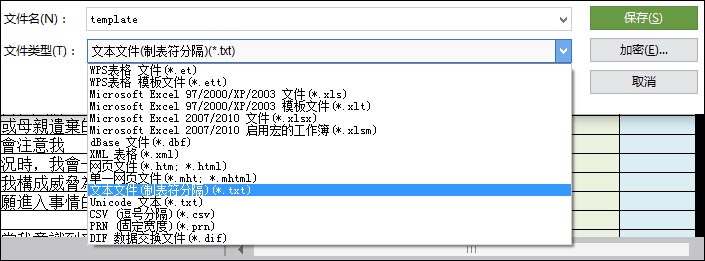 文件名(N)： template 保存(S)
文件类型(T)： 文本文件(制表符分隔)(*.txt) 加密(E)...
取消
WPS表格 文件(*.et)
WPS表格 模板文件(*.ett)
Microsoft Excel 97/2000/XP/2003 文件(*.xls)
Microsoft Excel 97/2000/XP/2003 模板文件(*.xlt)
Microsoft Excel 2007/2010 文件(*.xlsx)
Microsoft Excel 2007/2010 启用宏的工作簿(*.xlsm)
dBase 文件(*.dbf)
XML 表格(*.xml)
网页文件(*.htm; *.html)
单一网页文件(*.mht; *.mhtml)
文本文件(制表符分隔)(*.txt)
Unicode 文本(*.txt)
CSV (逗号分隔)(*.csv)
PRN (固定宽度)(*.prn)
DIF 数据交换文件(*.dif)
或母親遺棄的
會注意我
況時，我會一
我構成威脅
願進入事情的